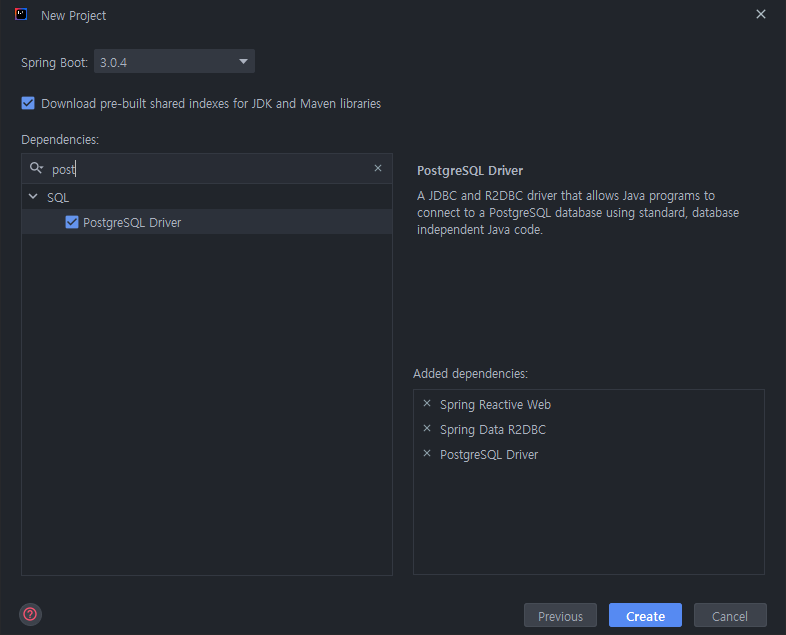 New Project
Spring Boot: 3.0.4
Download pre-built shared indexes for JDK and Maven libraries
Dependencies:
post
SQL
PostgreSQL Driver
PostgreSQL Driver
A JDBC and R2DBC driver that allows Java programs to
connect to a PostgreSQL database using standard, database
independent Java code.
Added dependencies:
Spring Reactive Web
Spring Data R2DBC
PostgreSQL Driver
Previous
Create
Cancel